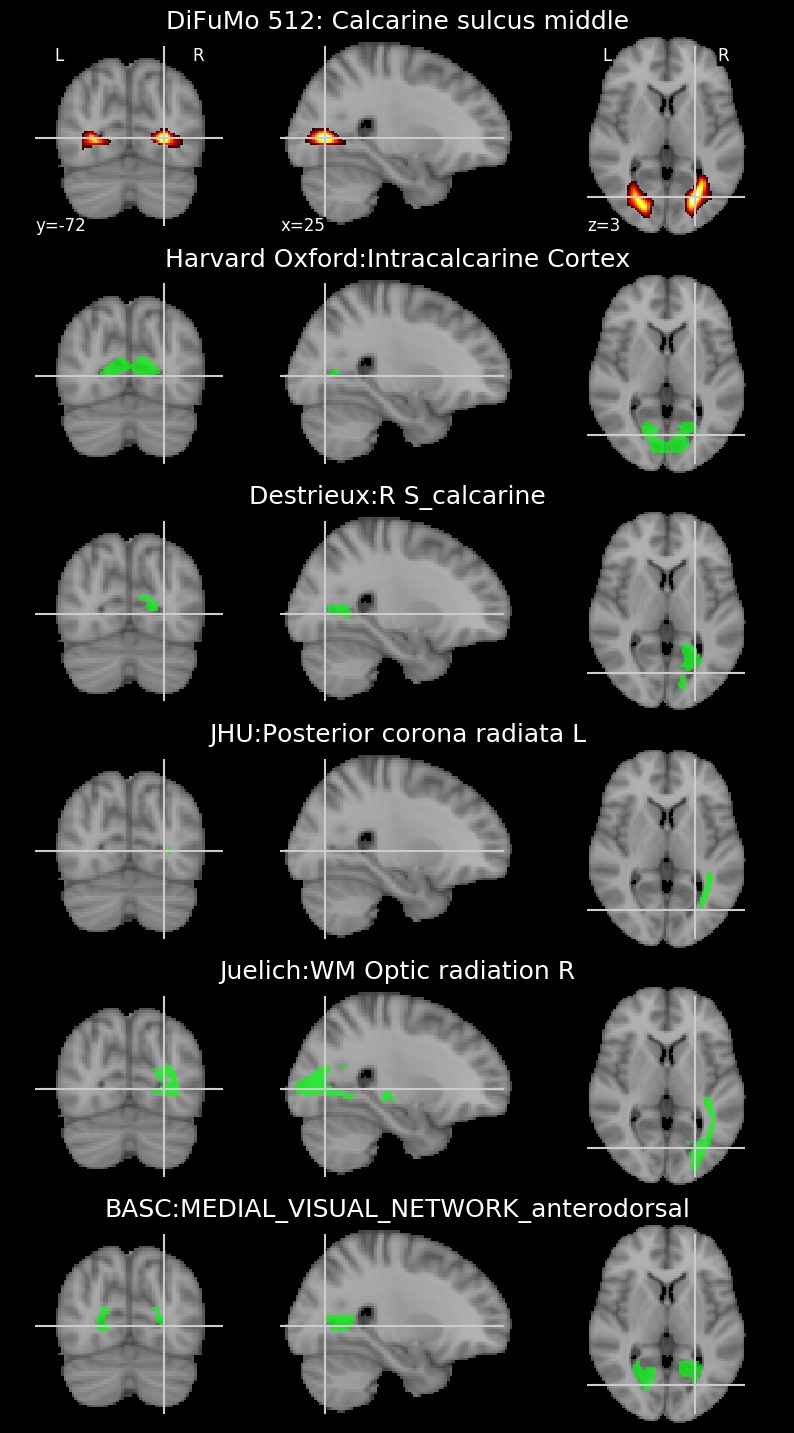 DiFuMo 512: Calcarine sulcus middle
L R L R
y=-72 x=25 z=3
Harvard Oxford:Intracalcarine Cortex
Destrieux:R S_calcarine
JHU:Posterior corona radiata L
Juelich:WM Optic radiation R
BASC:MEDIAL_VISUAL_NETWORK_anterodorsal